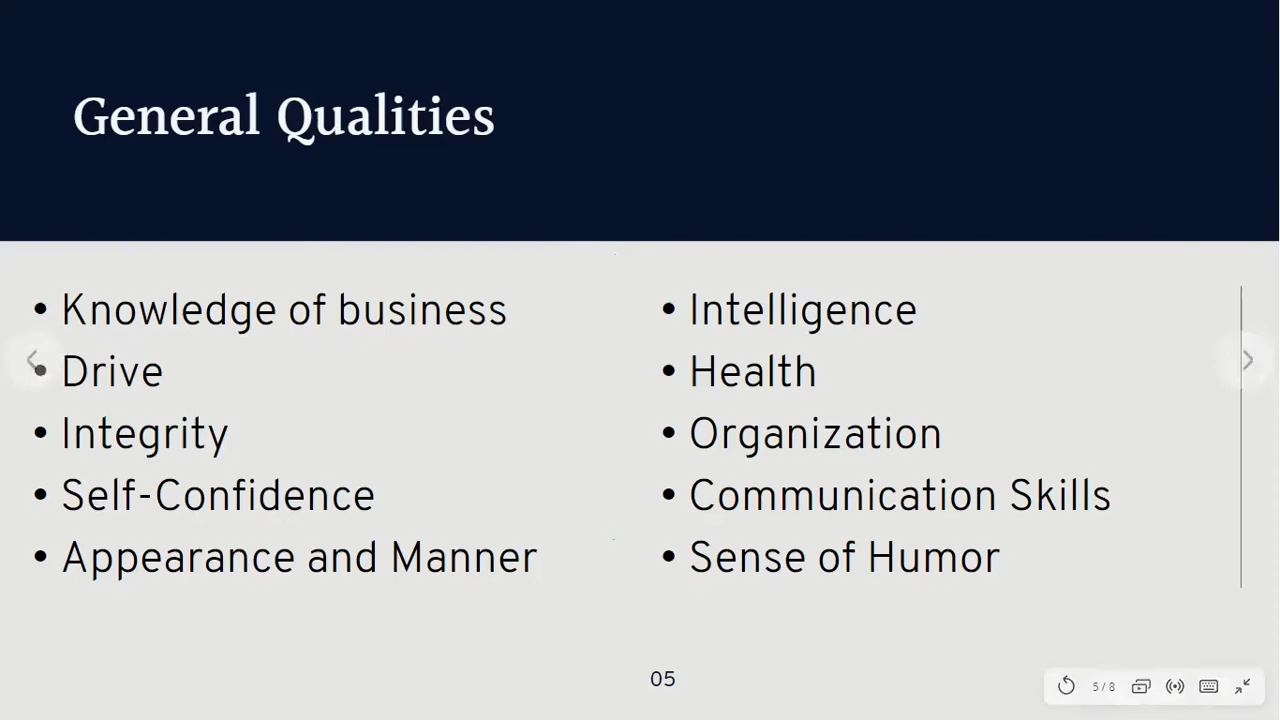 General Qualities
• Knowledge of business
• Drive
• Integrity
• Self-Confidence
• Appearance and Manner
• Intelligence
• Health
• Organization
• Communication Skills
• Sense of Humor
05
5 / 8